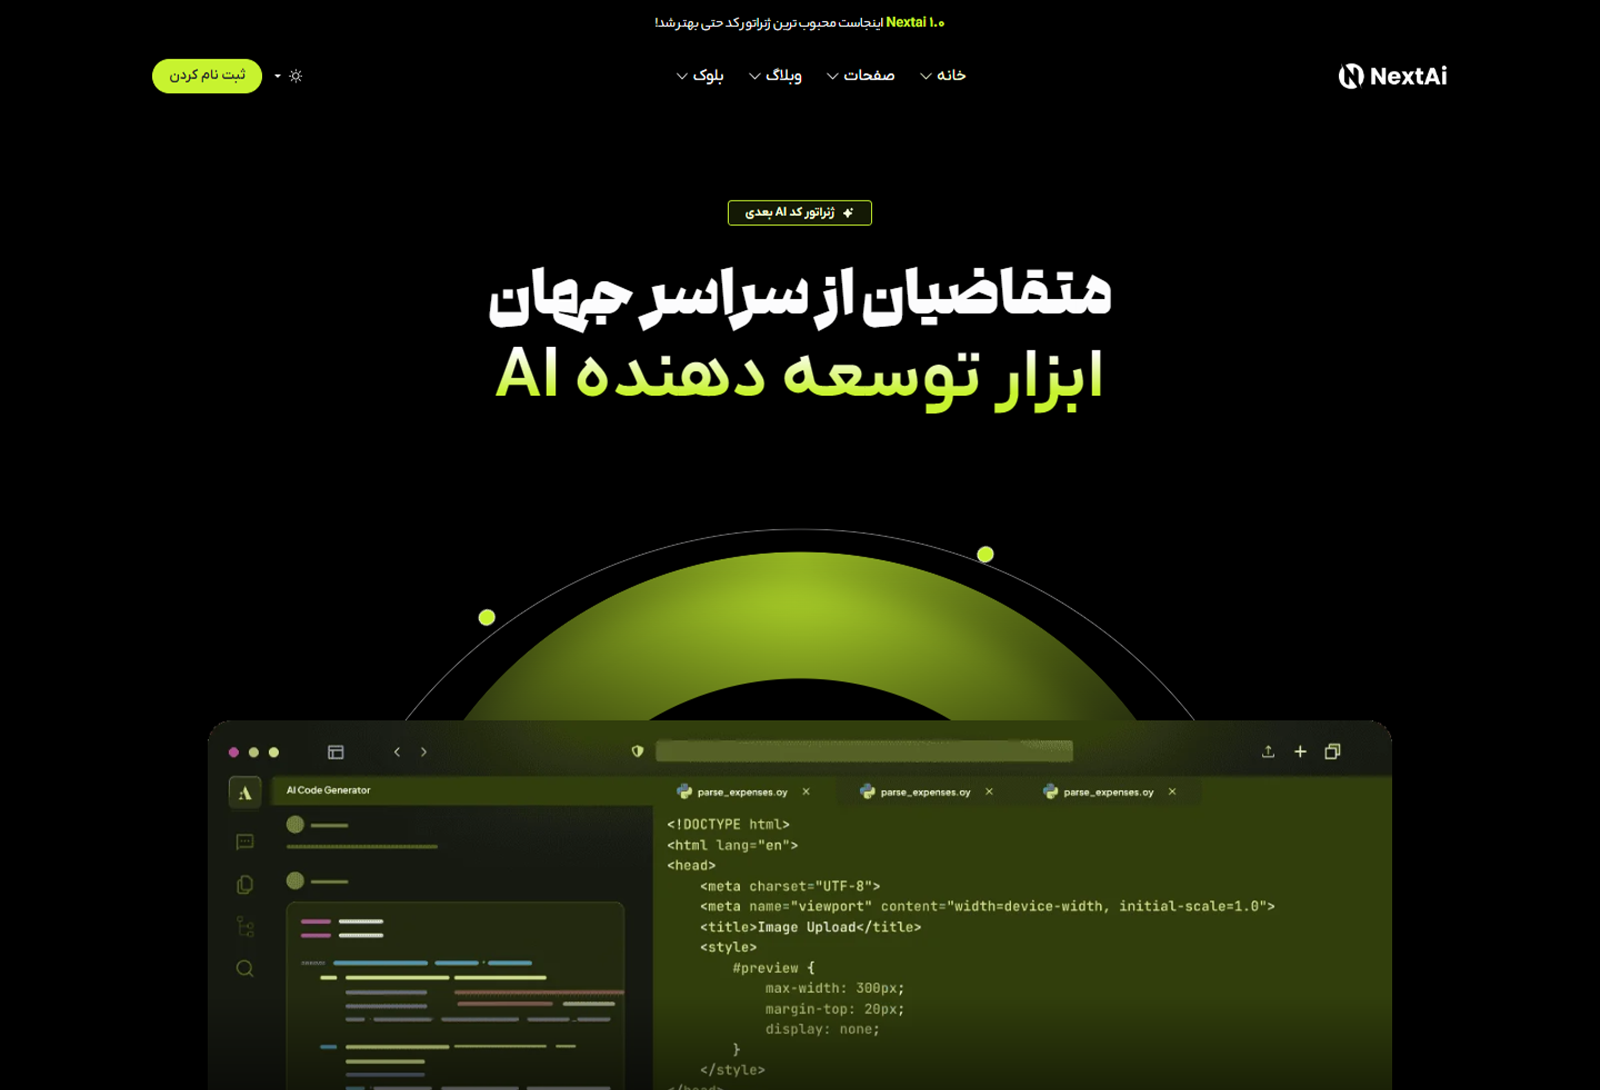 Nextai ۱.۰ اینجاست محبوب ترین ژنراتور کد حتی بهتر شد!
NextAi
خانه
صفحات
وبلاگ
بلوک
ثبت نام کردن
ژنراتور کد AI بعدی
متقاضیان از سراسر جهان
ابزار توسعه دهنده AI
AI Code Generator
parse_expenses.oy
parse_expenses.oy
parse_expenses.oy
<!DOCTYPE html>
<html lang="en">
<head>
<meta charset="UTF-8">
<meta name="viewport" content="width=device-width, initial-scale=1.0">
<title>Image Upload</title>
<style>
#preview {
max-width: 300px;
margin-top: 20px;
display: none;
}
</style>
</head>